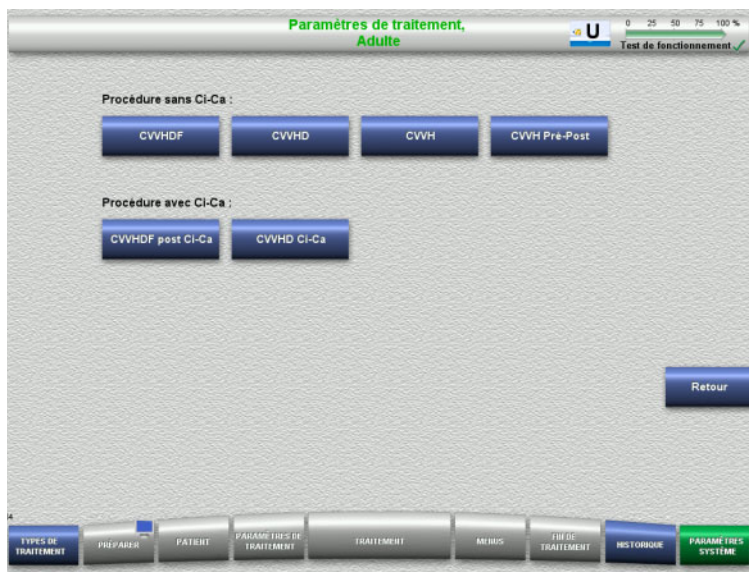 Paramètres de traitement,
Adulte
U
0 25 50 75 100 %
Test de fonctionnement
Procédure sans Ci-Ca :
CVVHDF CVVHD CVVH CVVH Pré-Post
Procédure avec Ci-Ca :
CVVHDF post Ci-Ca CVVHD Ci-Ca
Retour
4
TYPES DE TRAITEMENT
PRÉPARER
PATIENT
PARAMÈTRES DE TRAITEMENT
TRAITEMENT
MENUS
FIN DE TRAITEMENT
HISTORIQUE
PARAMÈTRES SYSTÈME